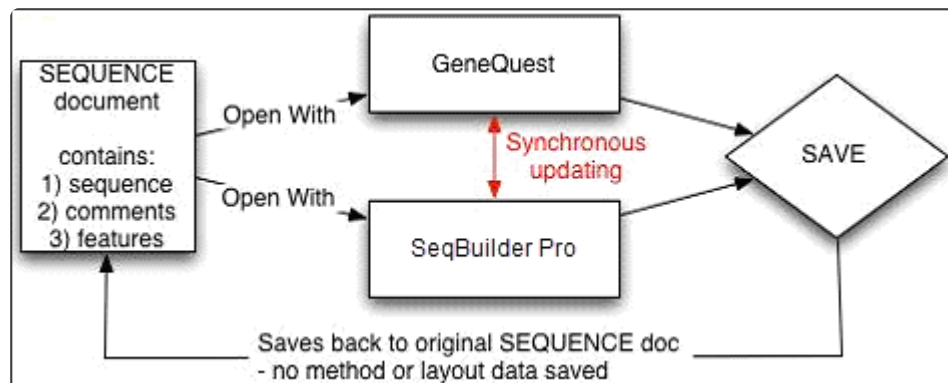 SEQUENCE
document
contains:
1) sequence
2) comments
3) features
Open With
Open With
GeneQuest
Synchronous
updating
SeqBuilder Pro
SAVE
Saves back to original SEQUENCE doc
- no method or layout data saved